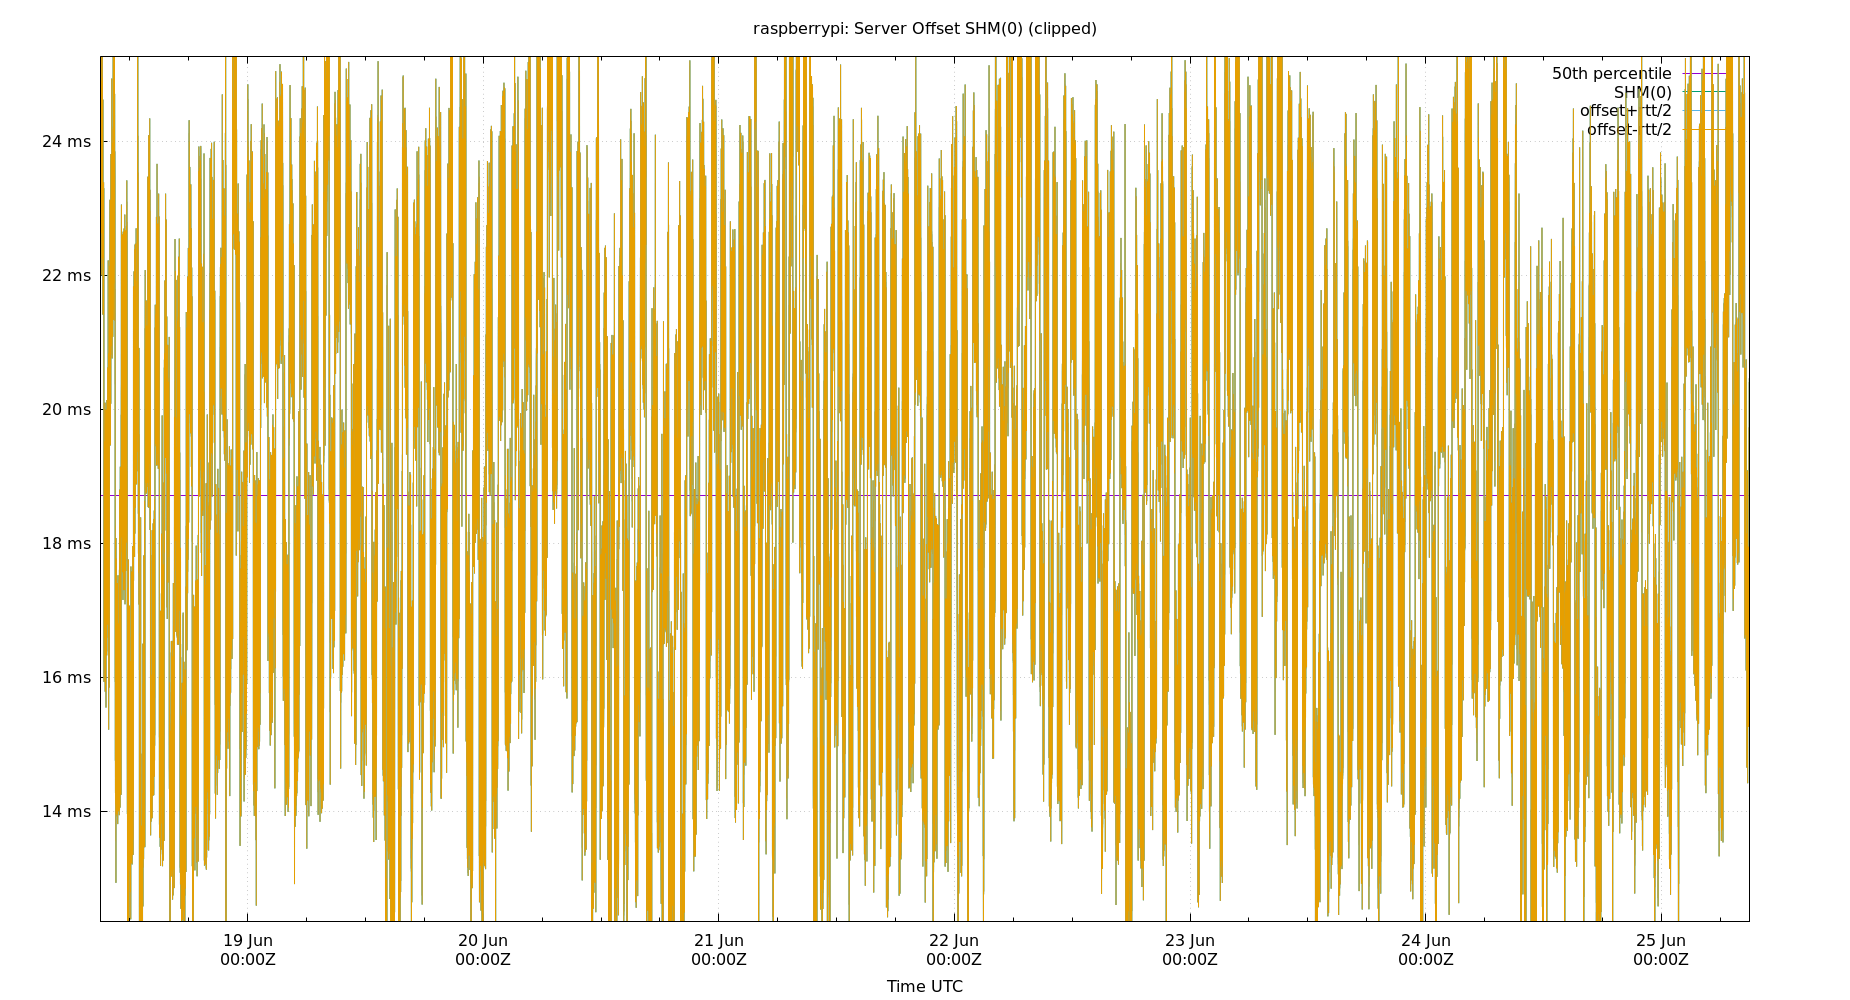 raspberrypi: Server Offset SHM(0) (clipped)
50th percentile
SHM(0)
offset+rtt/2
offset-rtt/2
24 ms
22 ms
20 ms
18 ms
16 ms
14 ms
19 Jun 20 Jun 21 Jun 22 Jun 23 Jun 24 Jun 25 Jun
00:00Z 00:00Z 00:00Z 00:00Z 00:00Z 00:00Z 00:00Z
Time UTC